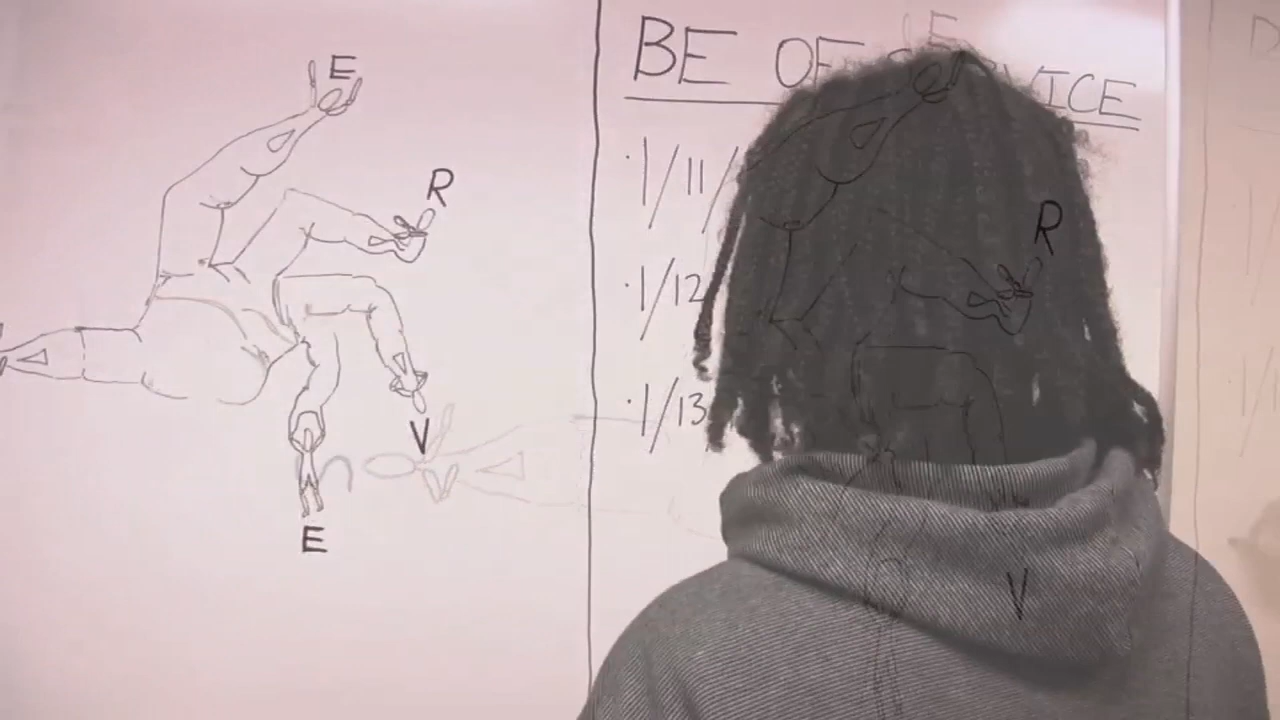 E
R
V
E
BE OF SERVICE
· 1/11/
· 1/12
· 1/13
E
R
V